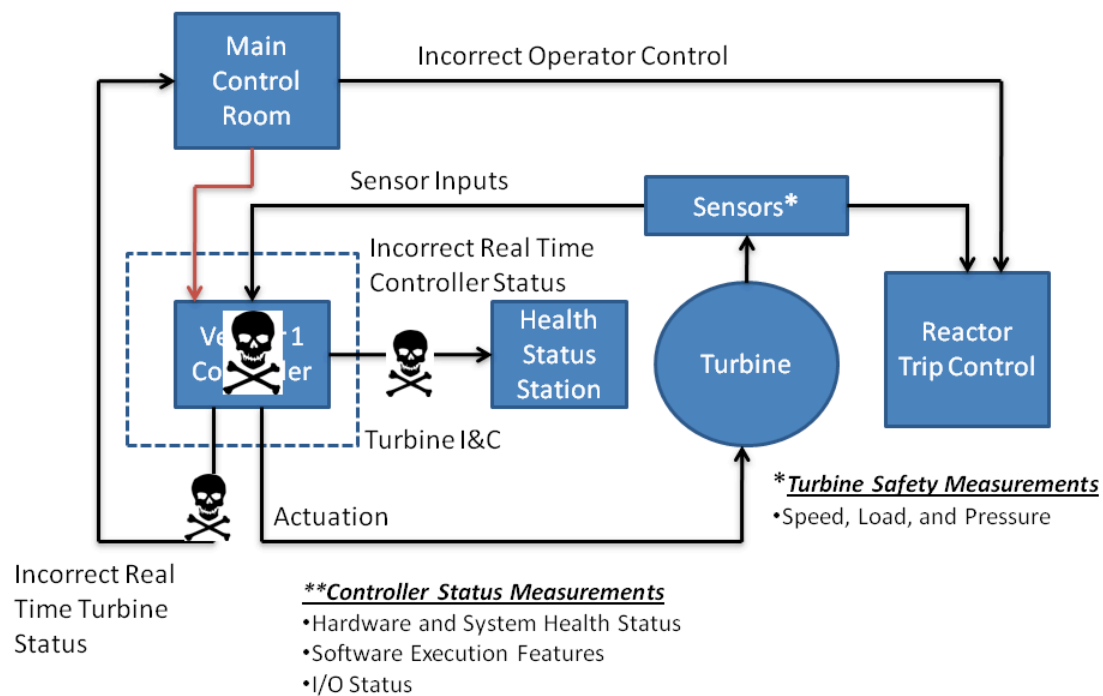 Main
Control
Room
Incorrect Operator Control
Sensor Inputs
Sensors*
Incorrect Real Time
Controller Status
1
Health
Status
Station
Turbine
Reactor
Trip Control
Turbine I&C
Actuation
*Turbine Safety Measurements
•Speed, Load, and Pressure
Incorrect Real
Time Turbine
Status
**Controller Status Measurements
•Hardware and System Health Status
•Software Execution Features
•I/O Status